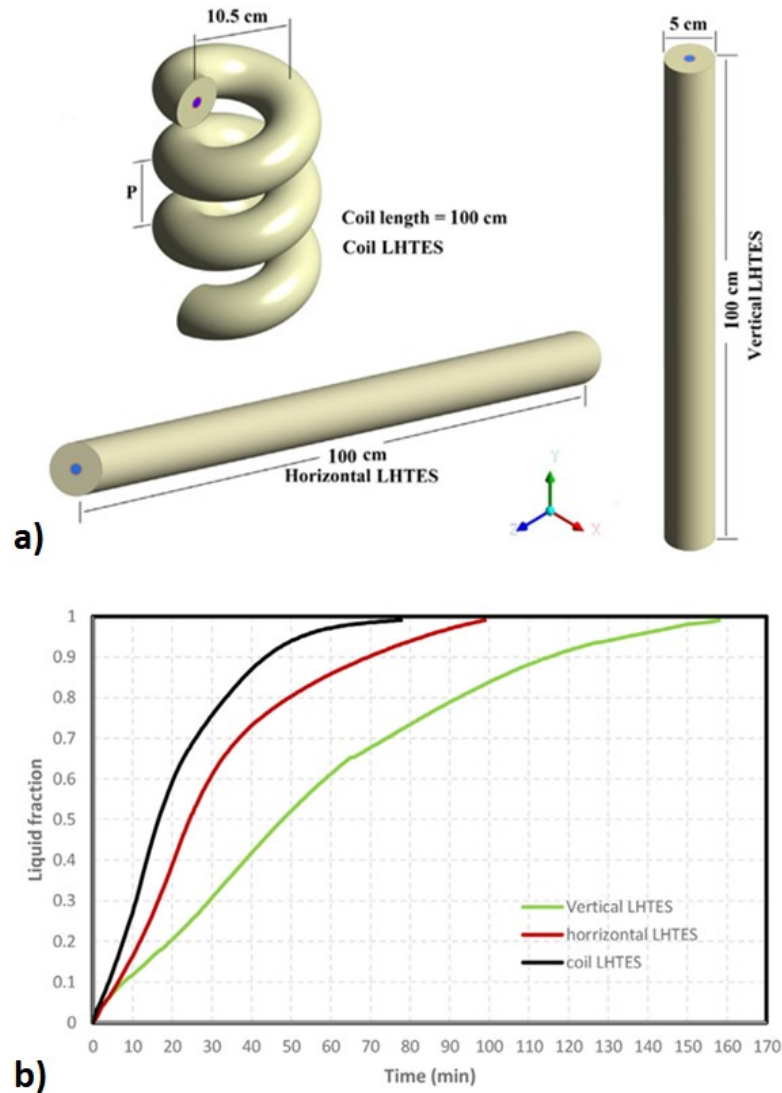 10.5 cm
5 cm
P
Coil length = 100 cm
Coil LHTES
100 cm
Vertical LHTES
100 cm
Horizontal LHTES
Y
Z
X
a)
1
0.9
0.8
0.7
0.6
0.5
0.4
0.3
0.2
0.1
0
Liquid fraction
Vertical LHTES
horrizontal LHTES
coil LHTES
0 10 20 30 40 50 60 70 80 90 100 110 120 130 140 150 160 170
Time (min)
b)